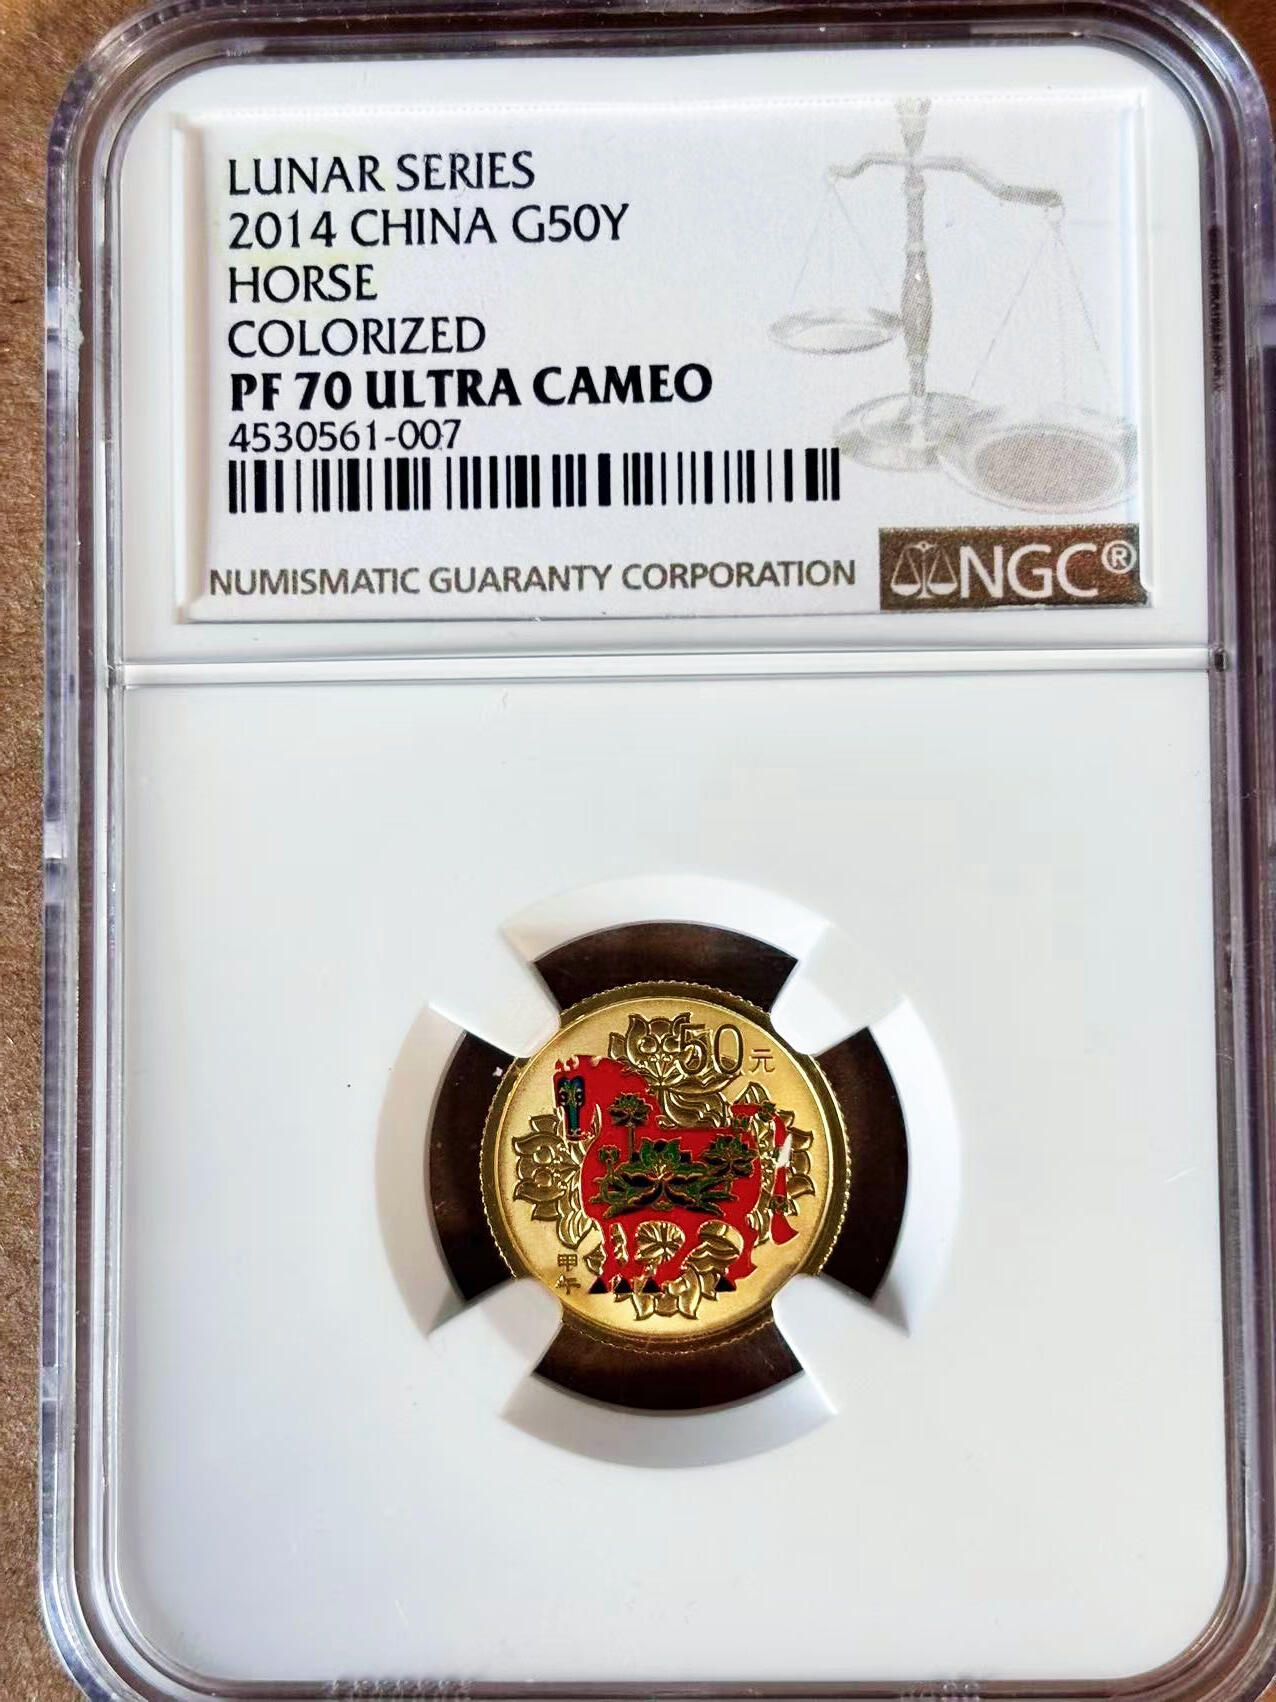 LUNAR SERIES
2014 CHINA G50Y
HORSE
COLORIZED
PF 70 ULTRA CAMEO
4530561-007
NUMISMATIC GUARANTY CORPORATION
NGC®
50元
甲
午